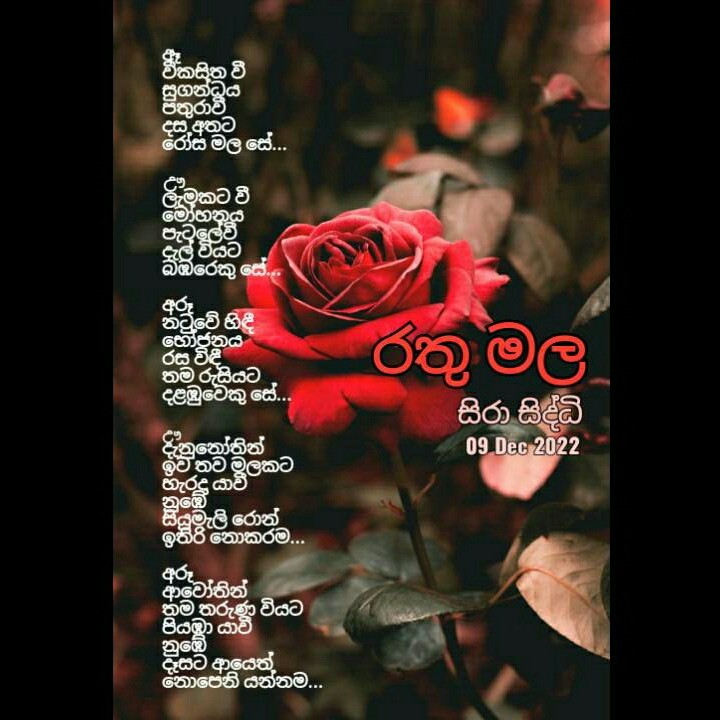 ඈ
විකසිත වී
සුගන්ධය
පතුරාවී
දස අතට
රෝස මල සේ...
ඌ
ලැමකට වී
මෝහනය
පැටලේවී
දැල් වියට
බඹරෙකු සේ...
අරූ
නටුවේ හිඳී
භෝජනය
රස විඳී
තම රුසියට
දළඹුවෙකු සේ...
ඌ
දැනුනෝතින්
ඉව තව මලකට
හැරද යාවී
නුඹේ
සියුමැලි රොන්
ඉතිරි නොකරම...
අරූ
ආවෝතින්
තම තරුණ වියට
පියඹා යාවී
නුඹේ
දෑසට ආයෙත්
නොපෙනි යන්නම...
රතු මල
සිරා සිද්ධි
09 Dec 2022